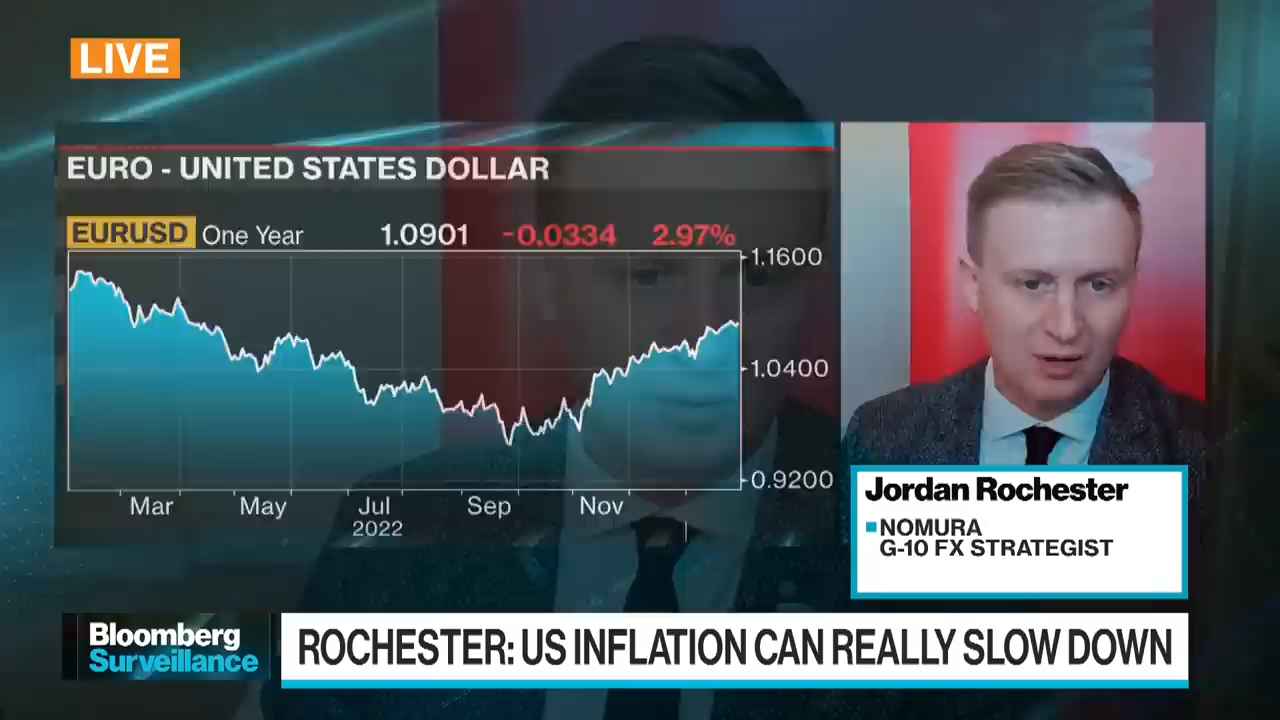 LIVE
EURO - UNITED STATES DOLLAR
EURUSD One Year 1.0901 -0.0334 2.97%
1.1600
1.0400
0.9200
Mar May Jul Sep Nov
2022
Jordan Rochester
NOMURA
G-10 FX STRATEGIST
Bloomberg
Surveillance
ROCHESTER: US INFLATION CAN REALLY SLOW DOWN